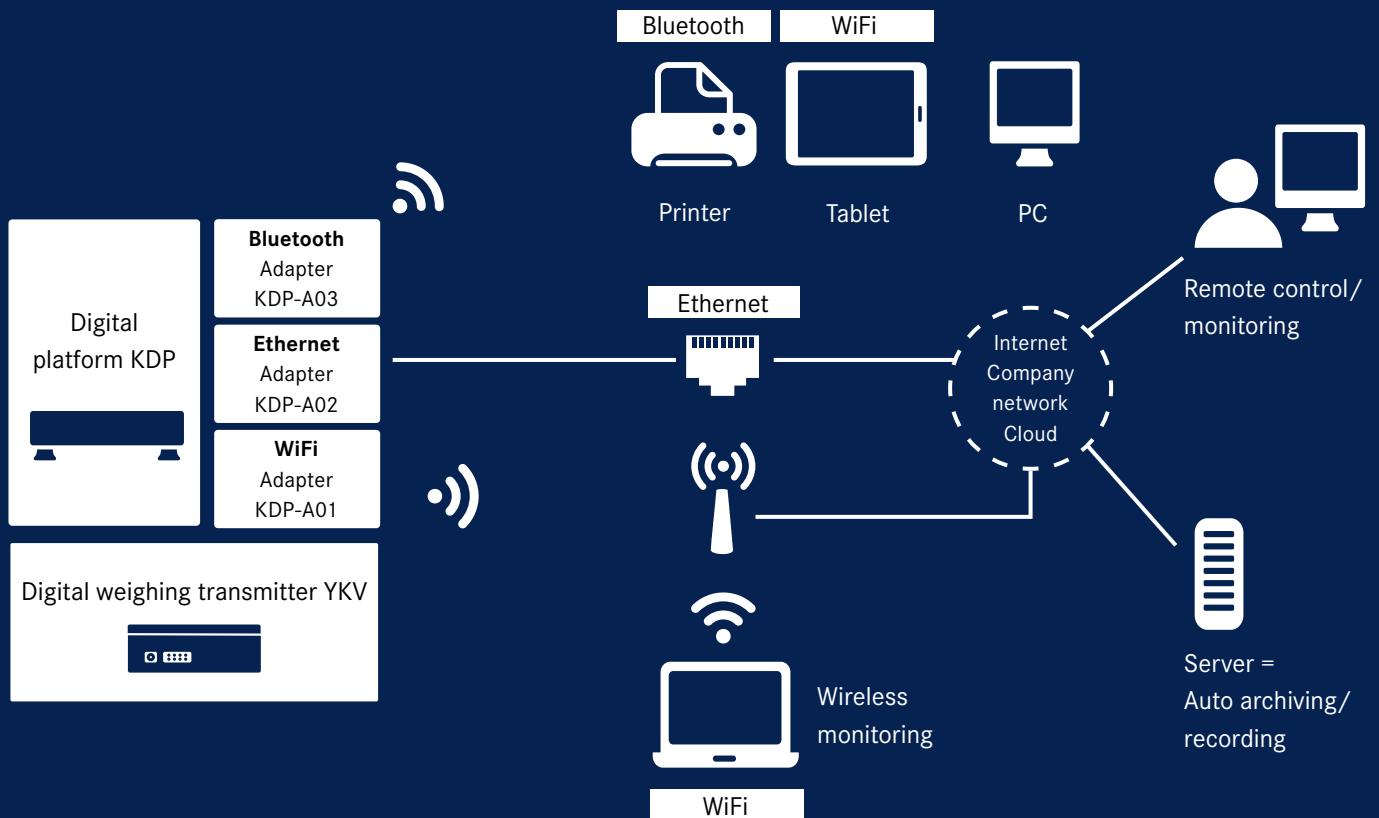 Bluetooth
WiFi
Printer
Tablet
PC
Digital
platform KDP
Bluetooth
Adapter
KDP-A03
Ethernet
Adapter
KDP-A02
WiFi
Adapter
KDP-A01
Digital weighing transmitter YKV
Ethernet
Internet
Company
network
Cloud
Remote control/
monitoring
Server =
Auto archiving/
recording
Wireless
monitoring
WiFi